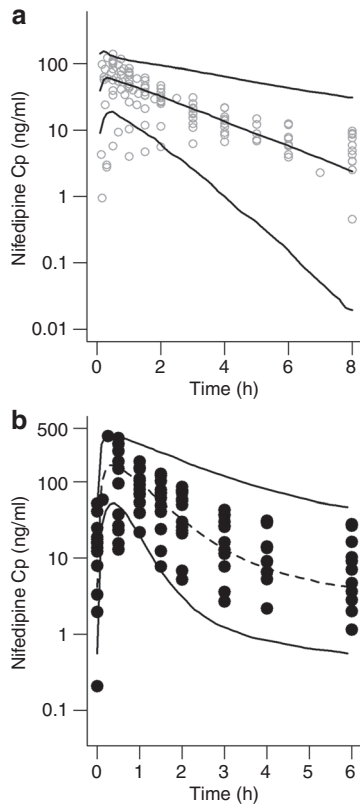 a
Nifedipine Cp (ng/ml)
100
10
1
0.1
0.01
0 2 4 6 8
Time (h)
b
Nifedipine Cp (ng/ml)
500
100
10
1
0.1
0 1 2 3 4 5 6
Time (h)